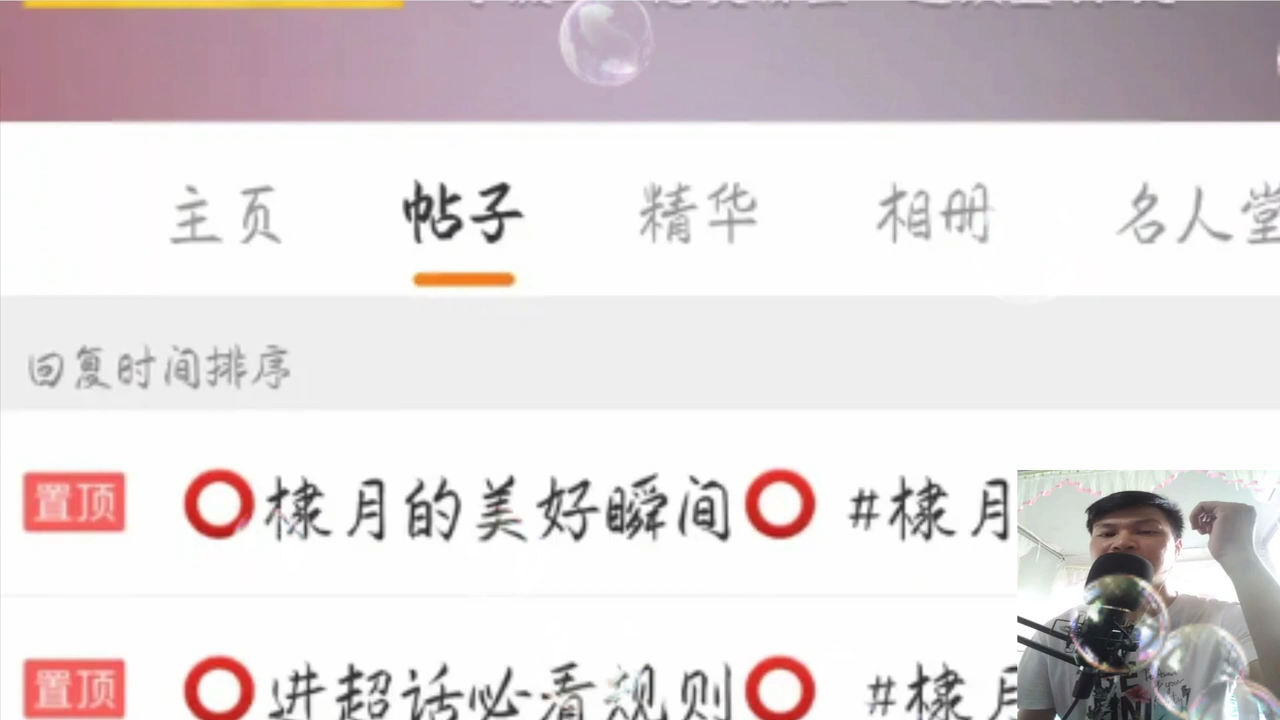 主页 帖子 精华 相册 名人堂
回复时间排序
置顶 ⭕棣月的美好瞬间⭕ #棣月
置顶 ⭕进超话必看规则⭕ #棣月